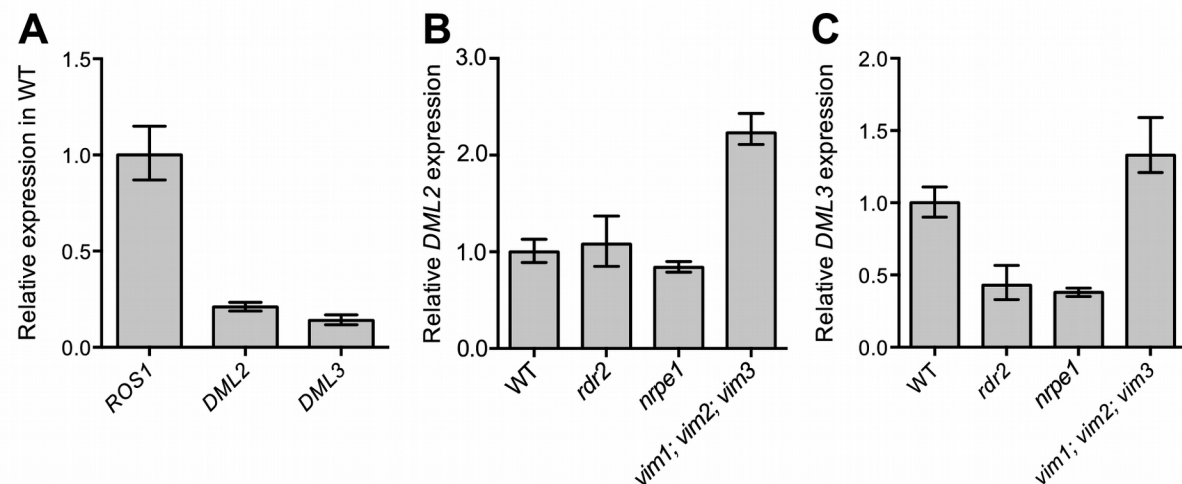 A
Relative expression in WT
1.5
1.0
0.5
0.0
ROS1
DML2
DML3
B
Relative DML2 expression
3.0
2.0
1.0
0.0
WT
rdr2
nrpe1
vim1; vim2; vim3
C
Relative DML3 expression
2.0
1.5
1.0
0.5
0.0
WT
rdr2
nrpe1
vim1; vim2; vim3